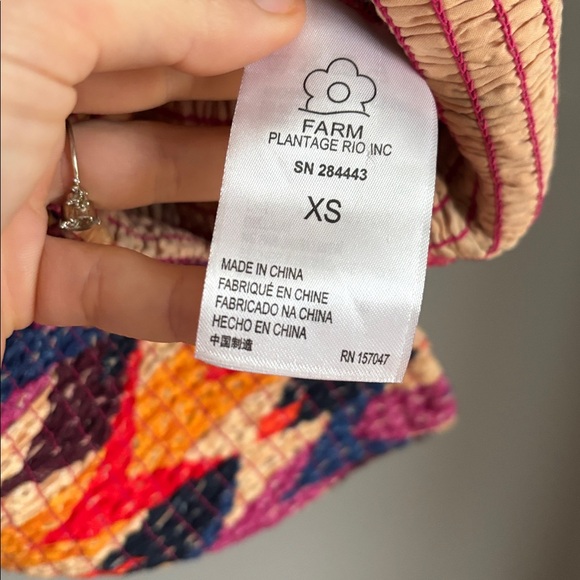 FARM
PLANTAGE RIO INC
SN 284443
XS
MADE IN CHINA
FABRIQUÉ EN CHINE
FABRICADO NA CHINA
HECHO EN CHINA
中国制造
RN 157047